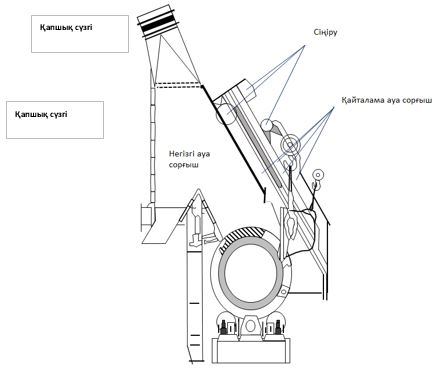 Қапшық сүзгі
Сіңіру
Қайталама ауа сорғыш
Қапшық сүзгі
Негізгі ауа
сорғыш